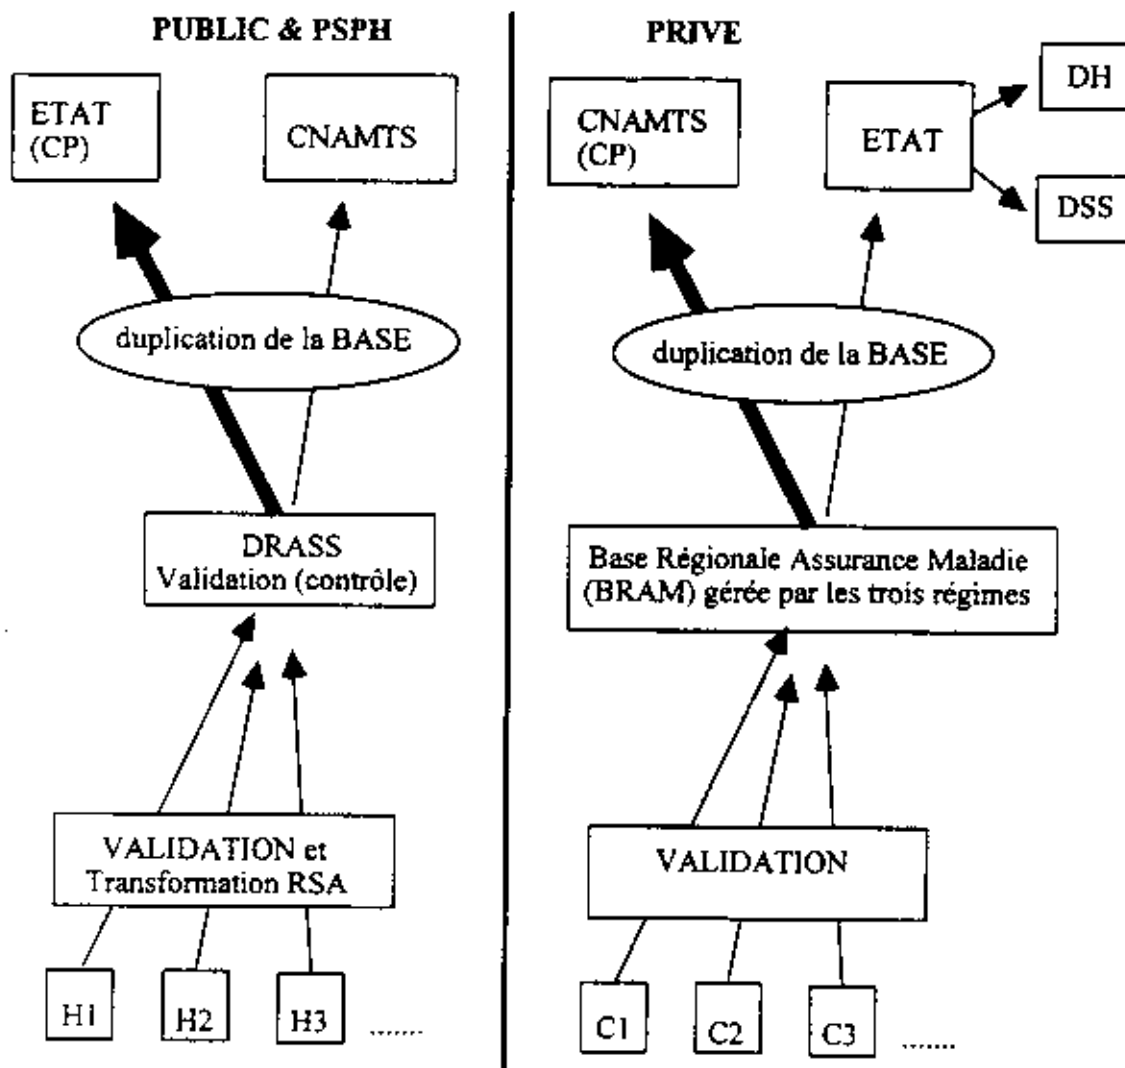 PUBLIC & PSPH
ETAT
(CP)
CNAMTS
duplication de la BASE
DRASS
Validation (contrôle)
VALIDATION et
Transformation RSA
H1
H2
H3
......
PRIVE
CNAMTS
(CP)
ETAT
DH
DSS
duplication de la BASE
Base Régionale Assurance Maladie
(BRAM) gérée par les trois régimes
VALIDATION
C1
C2
C3
......